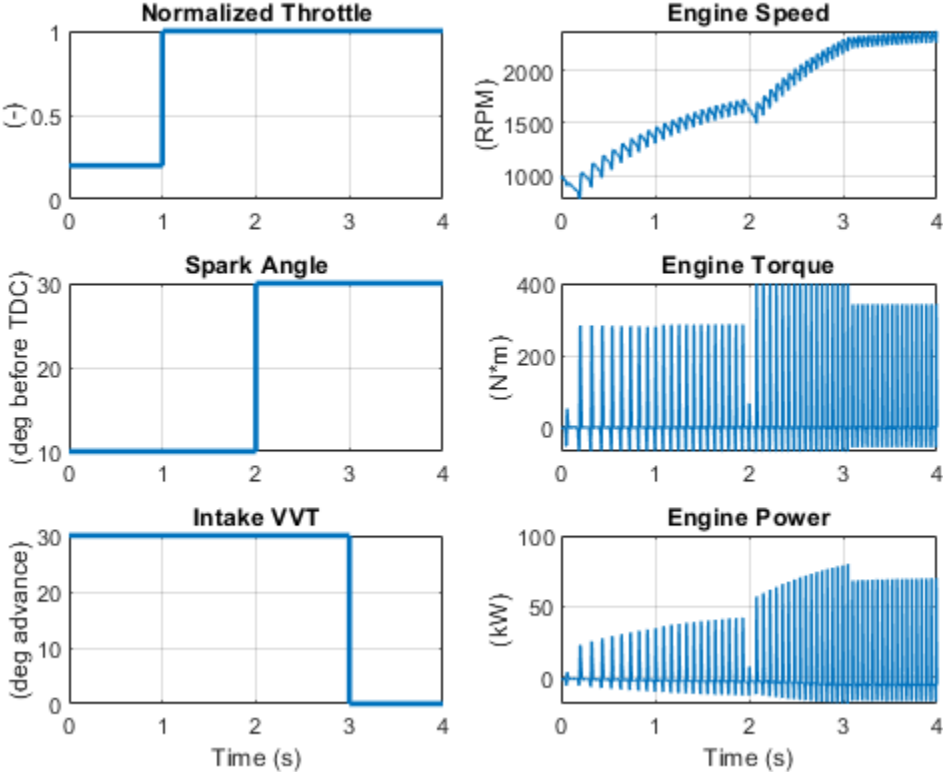 Normalized Throttle
1
0.5
0
(-)
0 1 2 3 4
Engine Speed
2000
1500
1000
(RPM)
0 1 2 3 4
Spark Angle
30
20
10
(deg before TDC)
0 1 2 3 4
Engine Torque
400
200
0
(N*m)
0 1 2 3 4
Intake VVT
30
20
10
0
(deg advance)
0 1 2 3 4
Time (s)
Engine Power
100
50
0
(kW)
0 1 2 3 4
Time (s)